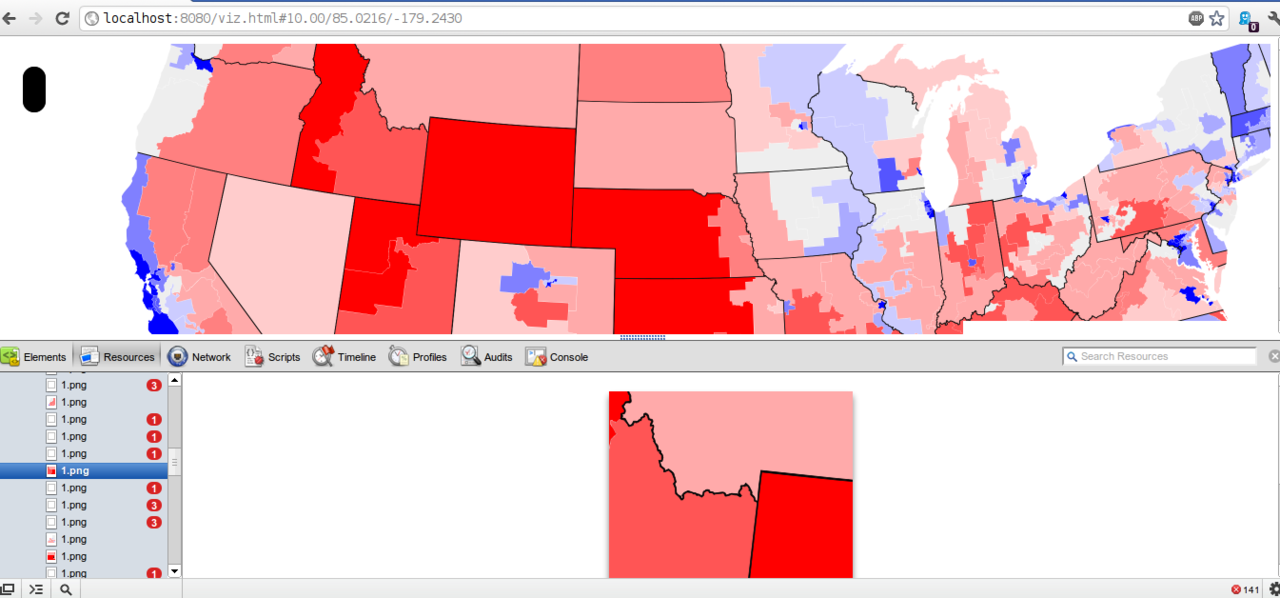 localhost:8080/viz.html#10.00/85.0216/-179.2430
ABP
0
Elements Resources Network Scripts Timeline Profiles Audits Console Search Resources
1.png 3
1.png
1.png 1
1.png 1
1.png 1
1.png
1.png 1
1.png 3
1.png 3
1.png
1.png
1.png 1
141